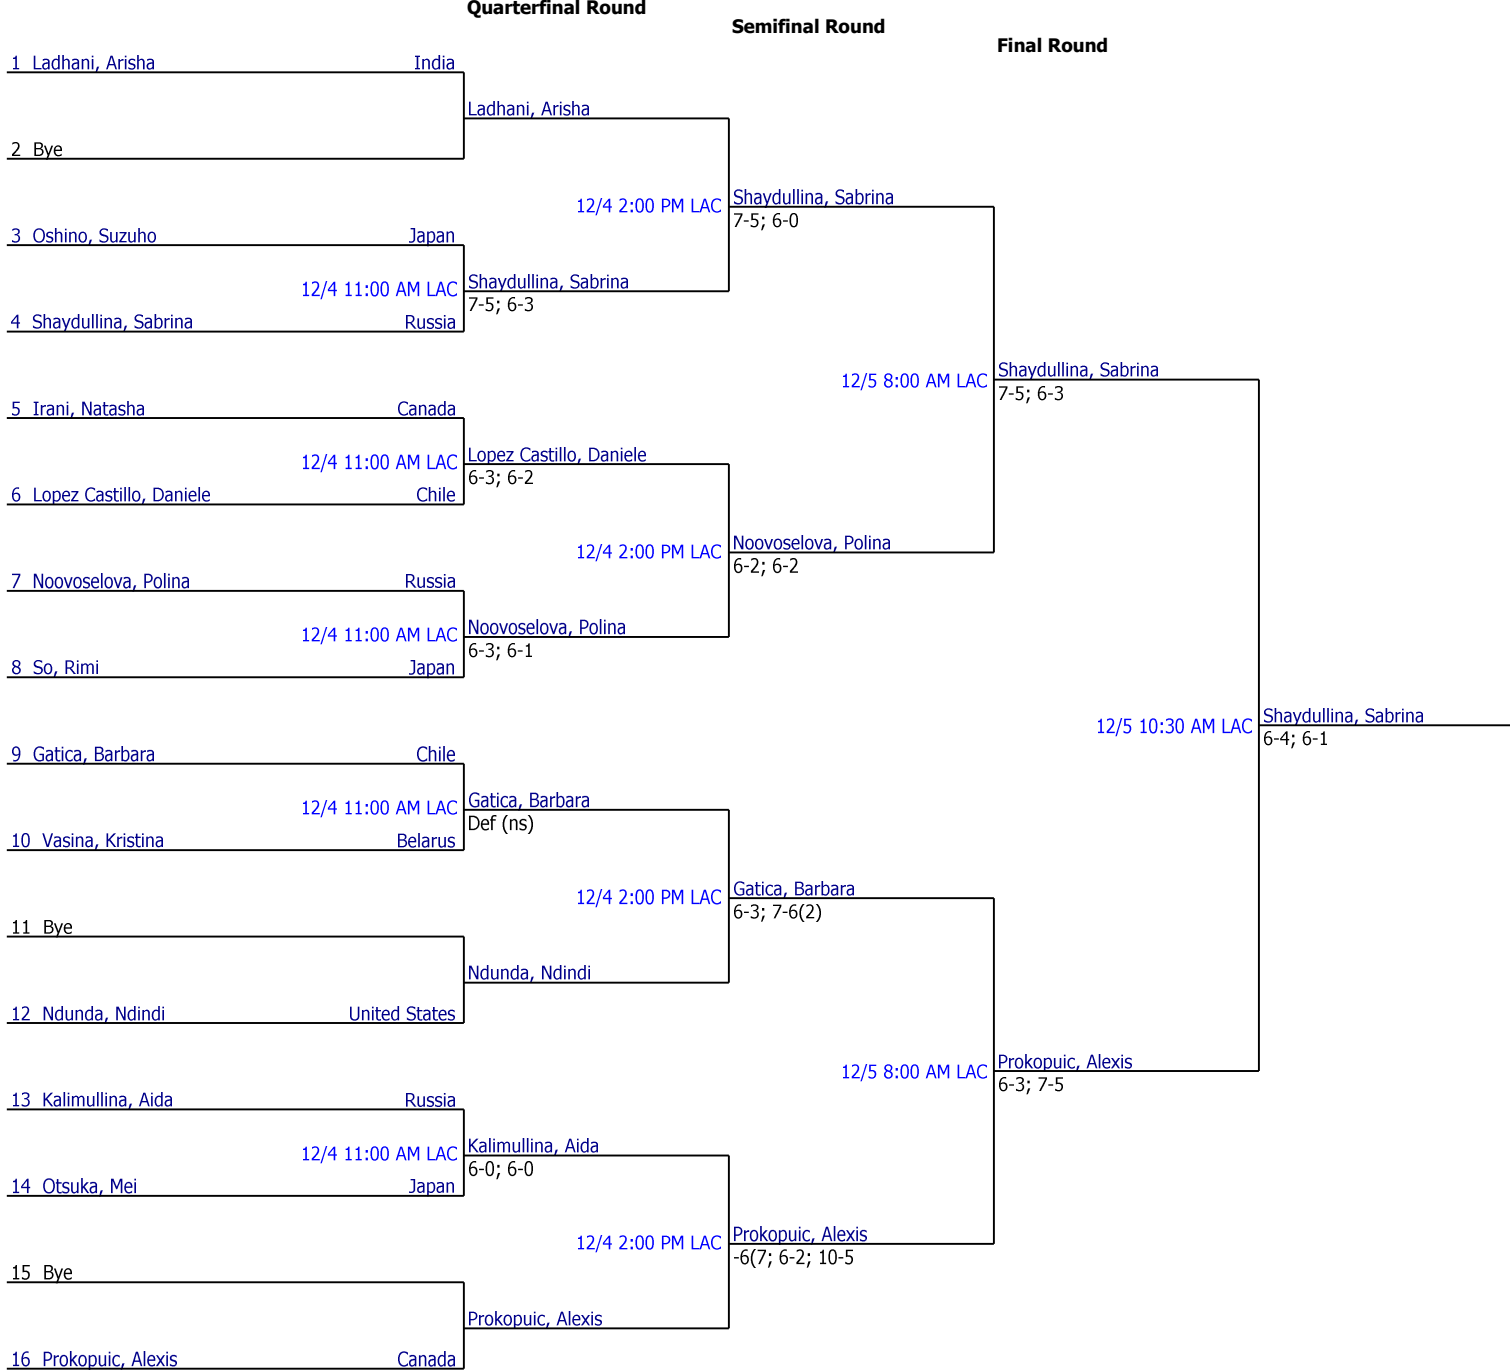 Quarterfinal Round
Semifinal Round
Final Round
1 Ladhani, Arisha India
Ladhani, Arisha
2 Bye
12/4 2:00 PM LAC Shaydullina, Sabrina
7-5; 6-0
3 Oshino, Suzuho Japan
12/4 11:00 AM LAC Shaydullina, Sabrina
7-5; 6-3
4 Shaydullina, Sabrina Russia
12/5 8:00 AM LAC Shaydullina, Sabrina
7-5; 6-3
5 Irani, Natasha Canada
12/4 11:00 AM LAC Lopez Castillo, Daniele
6-3; 6-2
6 Lopez Castillo, Daniele Chile
12/4 2:00 PM LAC Noovoselova, Polina
6-2; 6-2
7 Noovoselova, Polina Russia
12/4 11:00 AM LAC Noovoselova, Polina
6-3; 6-1
8 So, Rimi Japan
12/5 10:30 AM LAC Shaydullina, Sabrina
6-4; 6-1
9 Gatica, Barbara Chile
12/4 11:00 AM LAC Gatica, Barbara
Def (ns)
10 Vasina, Kristina Belarus
12/4 2:00 PM LAC Gatica, Barbara
6-3; 7-6(2)
11 Bye
Ndunda, Ndindi
12 Ndunda, Ndindi United States
12/5 8:00 AM LAC Prokopuic, Alexis
6-3; 7-5
13 Kalimullina, Aida Russia
12/4 11:00 AM LAC Kalimullina, Aida
6-0; 6-0
14 Otsuka, Mei Japan
12/4 2:00 PM LAC Prokopuic, Alexis
-6(7; 6-2; 10-5
15 Bye
Prokopuic, Alexis
16 Prokopuic, Alexis Canada